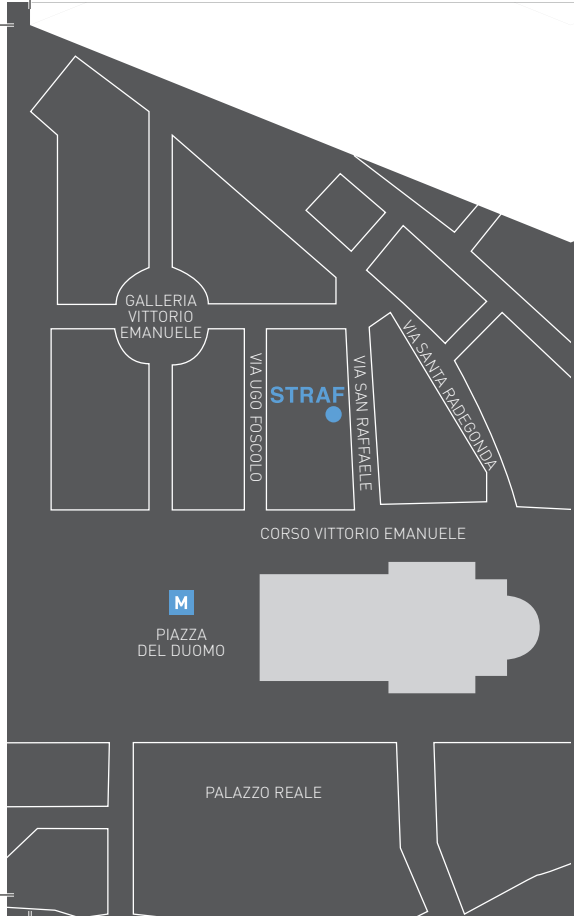 GALLERIA
VITTORIO
EMANUELE
VIA UGO FOSCOLO
STRAF
VIA SAN RAFFAELE
VIA SANTA RADEGONDA
CORSO VITTORIO EMANUELE
M
PIAZZA
DEL DUOMO
PALAZZO REALE